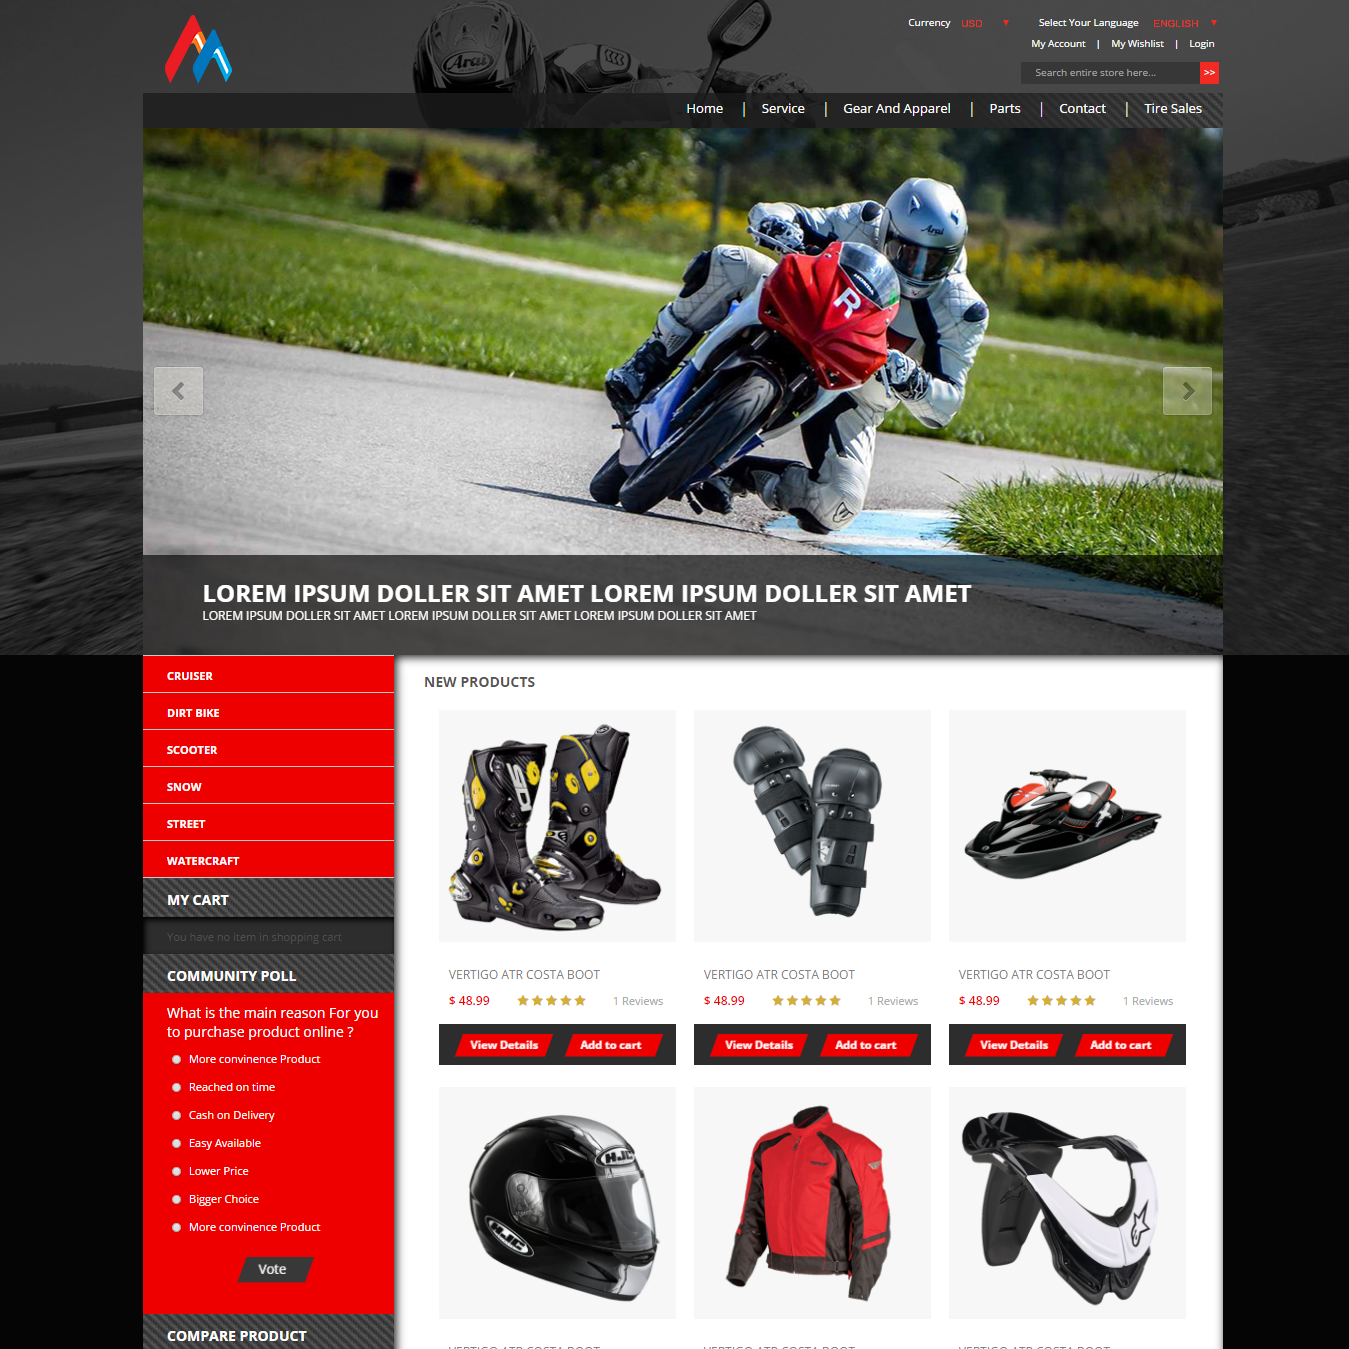 Currency USD ▼ Select Your Language ENGLISH ▼
My Account | My Wishlist | Login
Search entire store here... >>
Home | Service | Gear And Apparel | Parts | Contact | Tire Sales
Arai
Arai
HONDA
R
LOREM IPSUM DOLLER SIT AMET LOREM IPSUM DOLLER SIT AMET
LOREM IPSUM DOLLER SIT AMET LOREM IPSUM DOLLER SIT AMET LOREM IPSUM DOLLER SIT AMET
CRUISER
DIRT BIKE
SCOOTER
SNOW
STREET
WATERCRAFT
MY CART
You have no item in shopping cart
COMMUNITY POLL
What is the main reason For you
to purchase product online ?
More convinence Product
Reached on time
Cash on Delivery
Easy Available
Lower Price
Bigger Choice
More convinence Product
Vote
COMPARE PRODUCT
NEW PRODUCTS
SIDI
VERTIGO ATR COSTA BOOT VERTIGO ATR COSTA BOOT VERTIGO ATR COSTA BOOT
$ 48.99 1 Reviews $ 48.99 1 Reviews $ 48.99 1 Reviews
View Details Add to cart View Details Add to cart View Details Add to cart
HJC
HJC
VERTIGO ATR COSTA BOOT VERTIGO ATR COSTA BOOT VERTIGO ATR COSTA BOOT